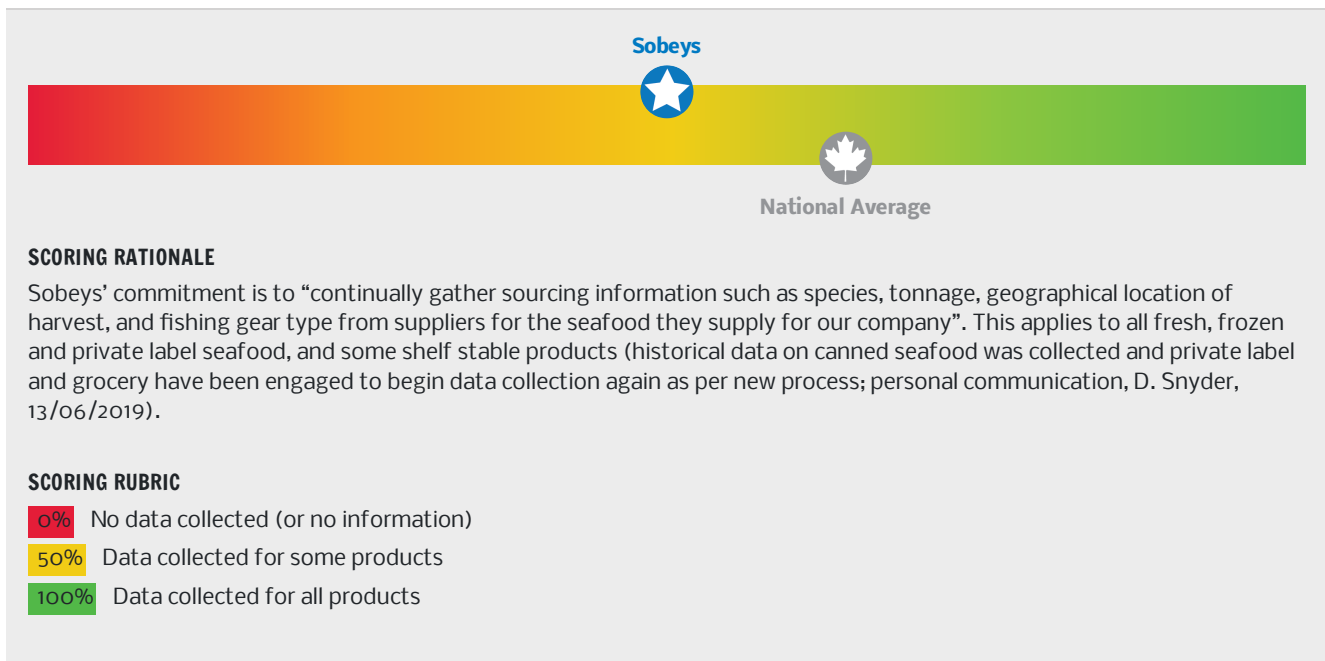 Sobeys
National Average
SCORING RATIONALE
Sobeys’ commitment is to “continually gather sourcing information such as species, tonnage, geographical location of
harvest, and fishing gear type from suppliers for the seafood they supply for our company”. This applies to all fresh, frozen
and private label seafood, and some shelf stable products (historical data on canned seafood was collected and private label
and grocery have been engaged to begin data collection again as per new process; personal communication, D. Snyder,
13/06/2019).
SCORING RUBRIC
0% No data collected (or no information)
50% Data collected for some products
100% Data collected for all products